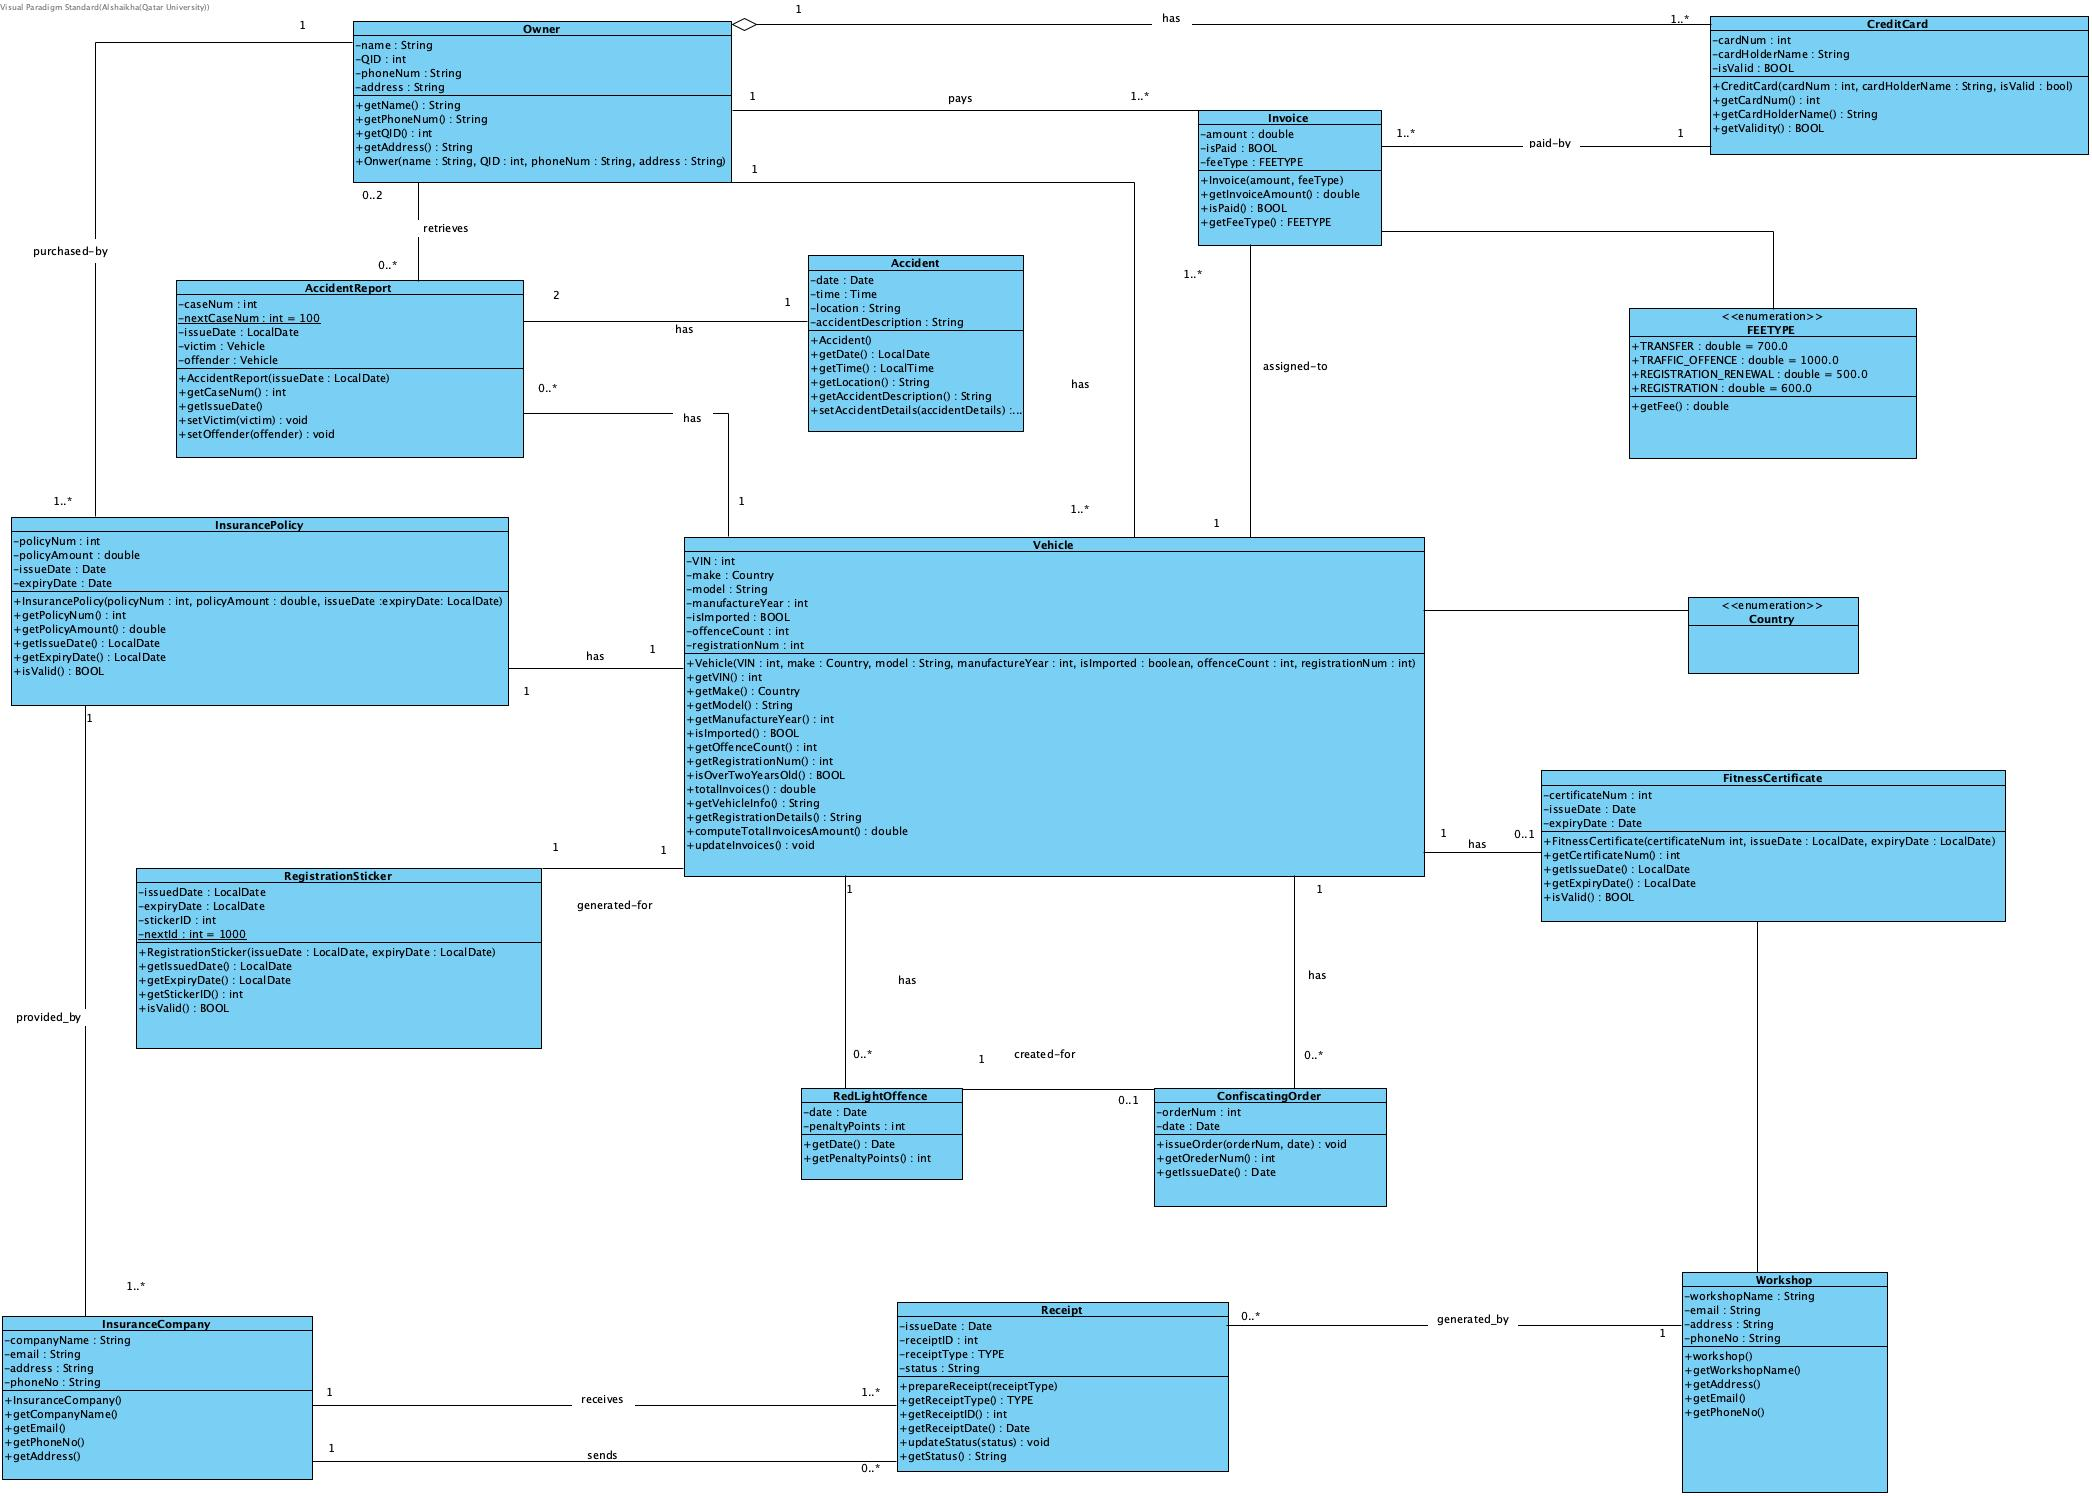 Visual Paradigm Standard(Alshaikha(Qatar University))
1
has
1..*
1
Owner
-name : String
-QID : int
-phoneNum : String
-address : String
+getName() : String
+getPhoneNum() : String
+getQID() : int
+getAddress() : String
+Onwer(name : String, QID : int, phoneNum : String, address : String)
CreditCard
-cardNum : int
-cardHolderName : String
-isValid : BOOL
+CreditCard(cardNum : int, cardHolderName : String, isValid : bool)
+getCardNum() : int
+getCardHolderName() : String
+getValidity() : BOOL
1
pays
1..*
Invoice
-amount : double
-isPaid : BOOL
-feeType : FEETYPE
+Invoice(amount, feeType)
+getInvoiceAmount() : double
+isPaid() : BOOL
+getFeeType() : FEETYPE
1..*
paid-by
1
1
0..2
retrieves
0..*
purchased-by
1..*
AccidentReport
-caseNum : int
-nextCaseNum : int = 100
-issueDate : LocalDate
-victim : Vehicle
-offender : Vehicle
+AccidentReport(issueDate : LocalDate)
+getCaseNum() : int
+getIssueDate()
+setVictim(victim) : void
+setOffender(offender) : void
2
has
1
Accident
-date : Date
-time : Time
-location : String
-accidentDescription : String
+Accident()
+getDate() : LocalDate
+getTime() : LocalTime
+getLocation() : String
+getAccidentDescription() : String
+setAccidentDetails(accidentDetails) :...
0..*
has
1
has
1..*
1..*
assigned-to
1
<<enumeration>>
FEETYPE
+TRANSFER : double = 700.0
+TRAFFIC_OFFENCE : double = 1000.0
+REGISTRATION_RENEWAL : double = 500.0
+REGISTRATION : double = 600.0
+getFee() : double
InsurancePolicy
-policyNum : int
-policyAmount : double
-issueDate : Date
-expiryDate : Date
+InsurancePolicy(policyNum : int, policyAmount : double, issueDate :expiryDate: LocalDate)
+getPolicyNum() : int
+getPolicyAmount() : double
+getIssueDate() : LocalDate
+getExpiryDate() : LocalDate
+isValid() : BOOL
has
1
1
Vehicle
-VIN : int
-make : Country
-model : String
-manufactureYear : int
-isImported : BOOL
-offenceCount : int
-registrationNum : int
+Vehicle(VIN : int, make : Country, model : String, manufactureYear : int, isImported : boolean, offenceCount : int, registrationNum : int)
+getVIN() : int
+getMake() : Country
+getModel() : String
+getManufactureYear() : int
+isImported() : BOOL
+getOffenceCount() : int
+getRegistrationNum() : int
+isOverTwoYearsOld() : BOOL
+totalInvoices() : double
+getVehicleInfo() : String
+getRegistrationDetails() : String
+computeTotalInvoicesAmount() : double
+updateInvoices() : void
<<enumeration>>
Country
1
has
0..1
FitnessCertificate
-certificateNum : int
-issueDate : Date
-expiryDate : Date
+FitnessCertificate(certificateNum int, issueDate : LocalDate, expiryDate : LocalDate)
+getCertificateNum() : int
+getIssueDate() : LocalDate
+getExpiryDate() : LocalDate
+isValid() : BOOL
1
provided_by
1..*
1
1
generated-for
RegistrationSticker
-issuedDate : LocalDate
-expiryDate : LocalDate
-stickerID : int
-nextId : int = 1000
+RegistrationSticker(issueDate : LocalDate, expiryDate : LocalDate)
+getIssuedDate() : LocalDate
+getExpiryDate() : LocalDate
+getStickerID() : int
+isValid() : BOOL
1
has
0..*
1
has
0..*
1
created-for
0..1
RedLightOffence
-date : Date
-penaltyPoints : int
+getDate() : Date
+getPenaltyPoints() : int
ConfiscatingOrder
-orderNum : int
-date : Date
+issueOrder(orderNum, date) : void
+getOrederNum() : int
+getIssueDate() : Date
InsuranceCompany
-companyName : String
-email : String
-address : String
-phoneNo : String
+InsuranceCompany()
+getCompanyName()
+getEmail()
+getPhoneNo()
+getAddress()
1
receives
1..*
1
sends
0..*
Receipt
-issueDate : Date
-receiptID : int
-receiptType : TYPE
-status : String
+prepareReceipt(receiptType)
+getReceiptType() : TYPE
+getReceiptID() : int
+getReceiptDate() : Date
+updateStatus(status) : void
+getStatus() : String
0..*
generated_by
1
Workshop
-workshopName : String
-email : String
-address : String
-phoneNo : String
+workshop()
+getWorkshopName()
+getAddress()
+getEmail()
+getPhoneNo()